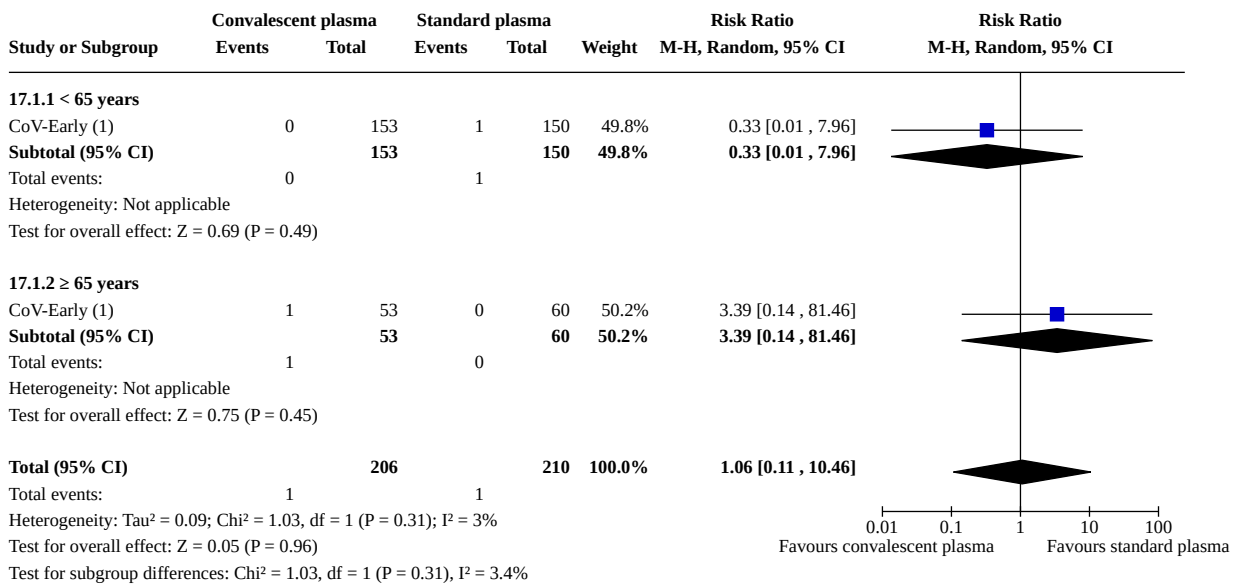 Convalescent plasma Standard plasma Risk Ratio Risk Ratio
Study or Subgroup Events Total Events Total Weight M-H, Random, 95% CI M-H, Random, 95% CI
17.1.1 < 65 years
CoV-Early (1) 0 153 1 150 49.8% 0.33 [0.01 , 7.96]
Subtotal (95% CI) 153 150 49.8% 0.33 [0.01 , 7.96]
Total events: 0 1
Heterogeneity: Not applicable
Test for overall effect: Z = 0.69 (P = 0.49)
17.1.2 ≥ 65 years
CoV-Early (1) 1 53 0 60 50.2% 3.39 [0.14 , 81.46]
Subtotal (95% CI) 53 60 50.2% 3.39 [0.14 , 81.46]
Total events: 1 0
Heterogeneity: Not applicable
Test for overall effect: Z = 0.75 (P = 0.45)
Total (95% CI) 206 210 100.0% 1.06 [0.11 , 10.46]
Total events: 1 1
Heterogeneity: Tau² = 0.09; Chi² = 1.03, df = 1 (P = 0.31); I² = 3%
Test for overall effect: Z = 0.05 (P = 0.96)
Test for subgroup differences: Chi² = 1.03, df = 1 (P = 0.31), I² = 3.4%
0.01 0.1 1 10 100
Favours convalescent plasma Favours standard plasma